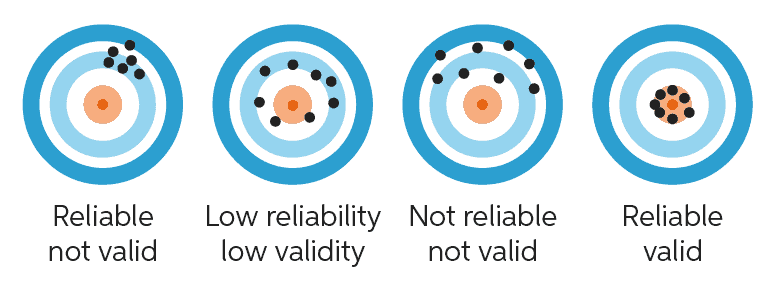 Reliable
not valid
Low reliability
low validity
Not reliable
not valid
Reliable
valid